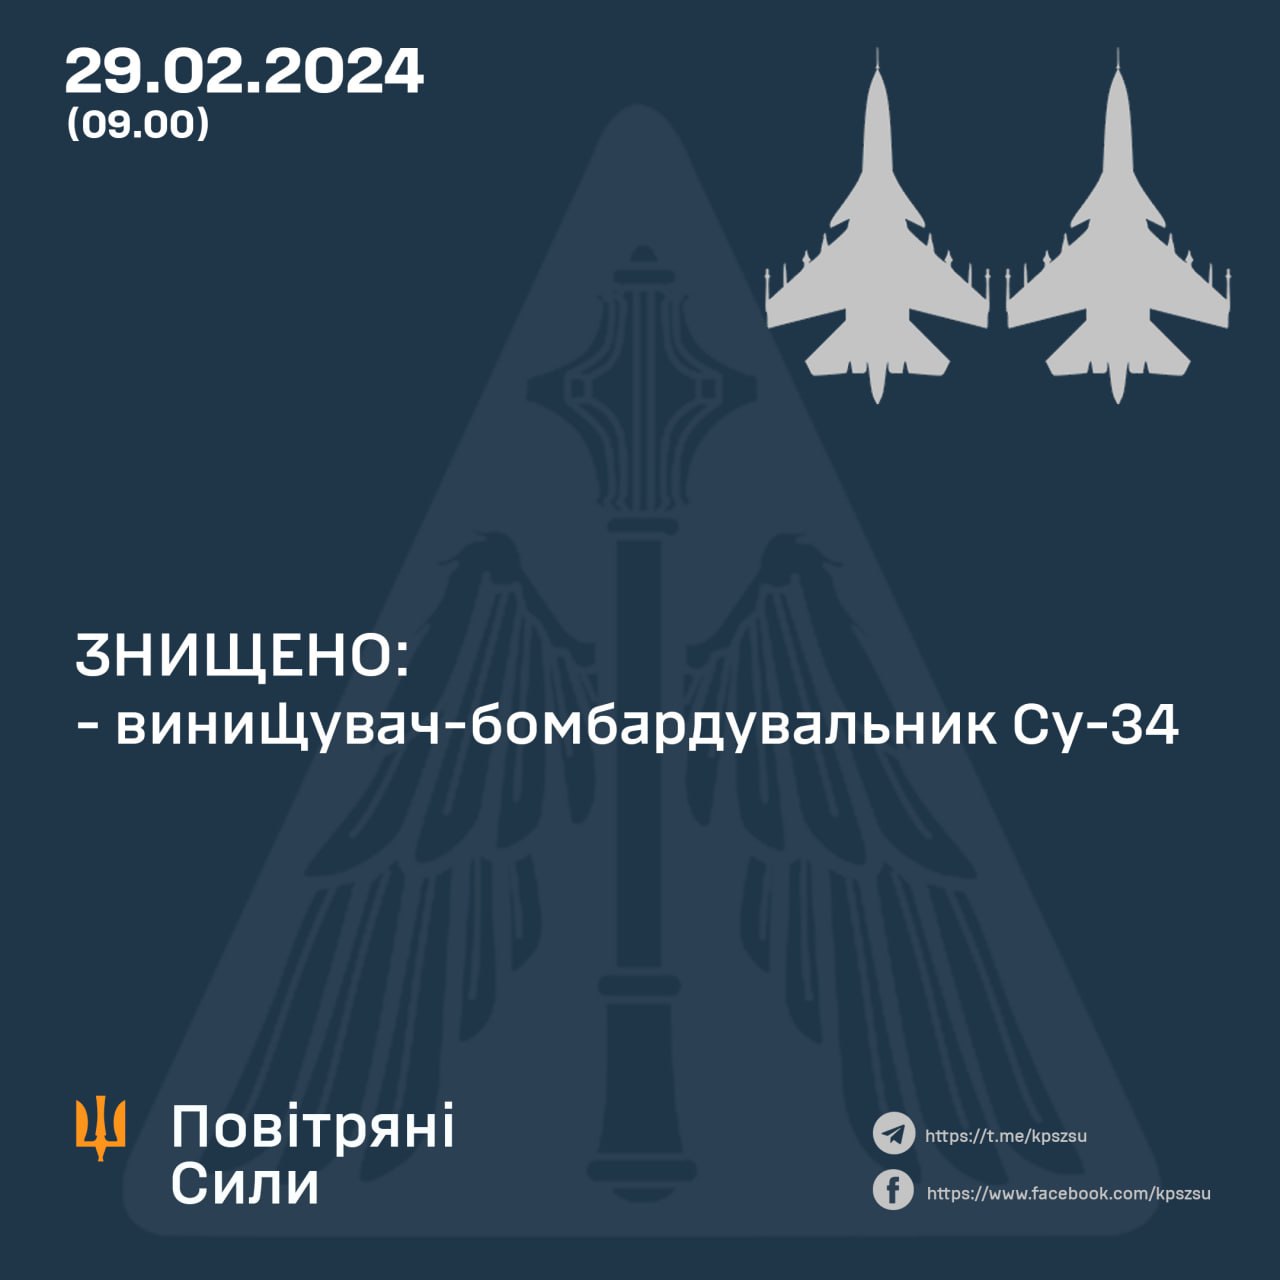 29.02.2024
(09.00)
ЗНИЩЕНО:
- винищувач-бомбардувальник Су-34
Повітряні
Сили
https://t.me/kpszsu
https://www.facebook.com/kpszsu